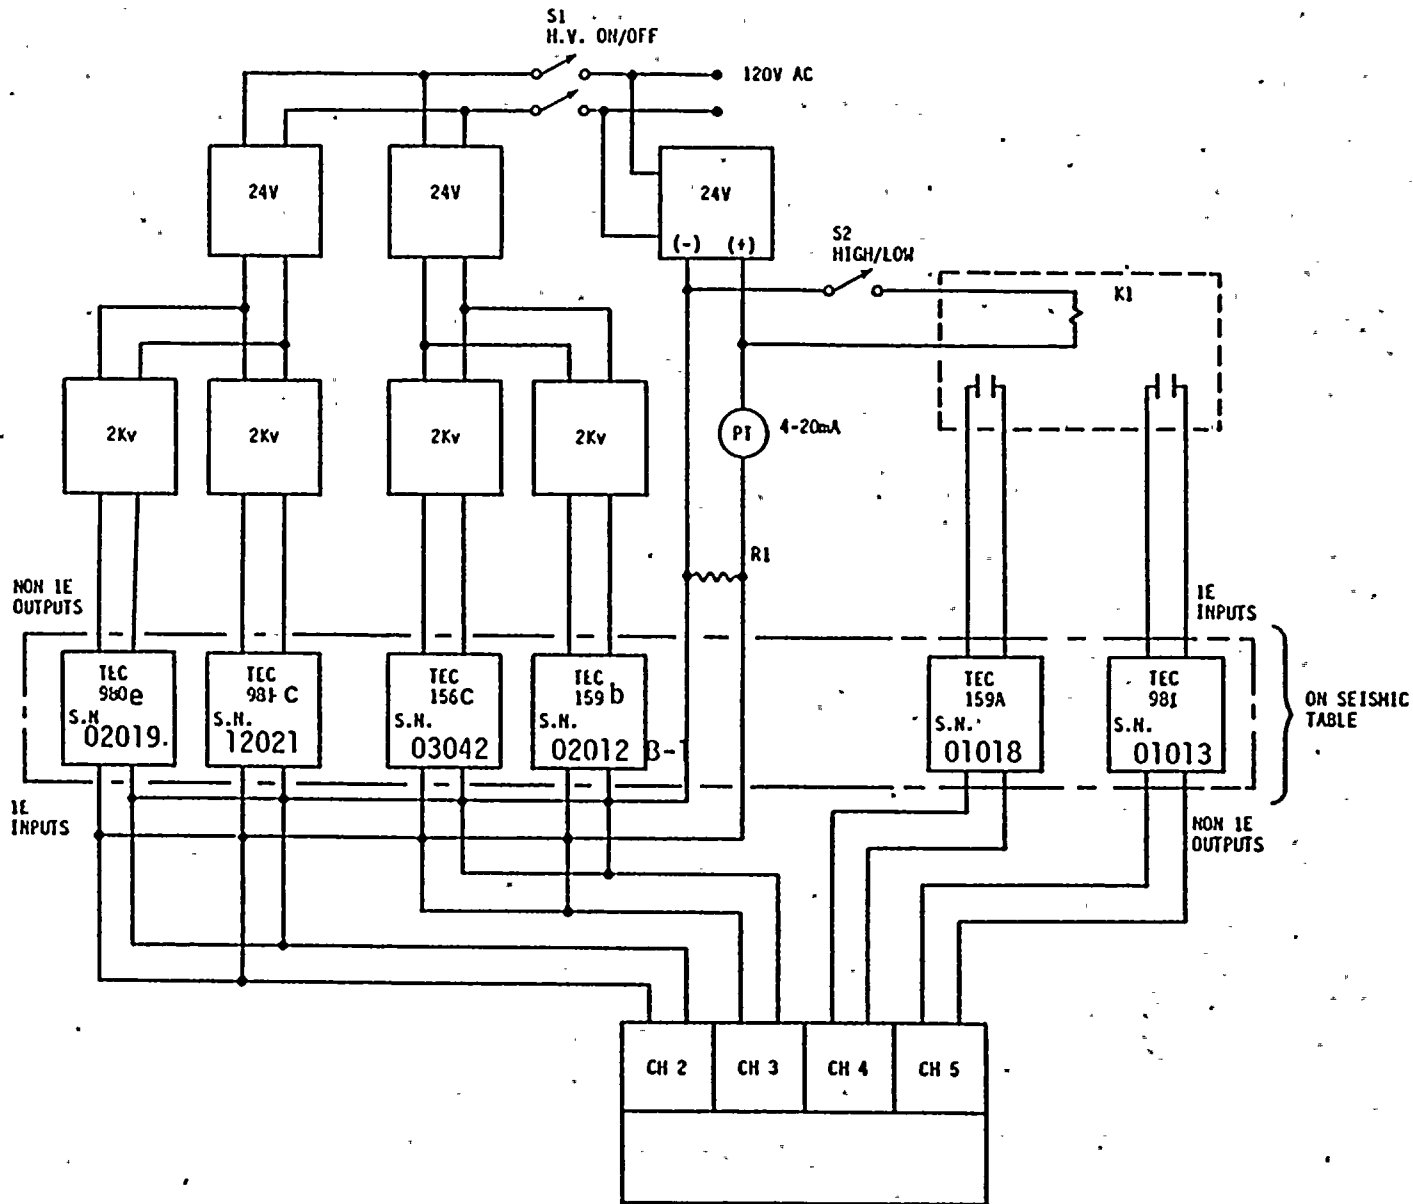 S1
H.V. ON/OFF
120V AC
24V
24V
24V
(-) (+)
S2
HIGH/LOW
K1
2Kv
2Kv
2Kv
2Kv
PI
4-20mA
R1
NON 1E
OUTPUTS
1E
INPUTS
TEC
980e
S.N
02019.
TEC
981 C
S.N.
12021
TEC
156C
S.N.
03042
TEC
159 b
S.N.
02012
TEC
159A
S.N.
01018
TEC
981
S.N.
01013
ON SEISMIC
TABLE
1E
INPUTS
NON 1E
OUTPUTS
CH 2
CH 3
CH 4
CH 5